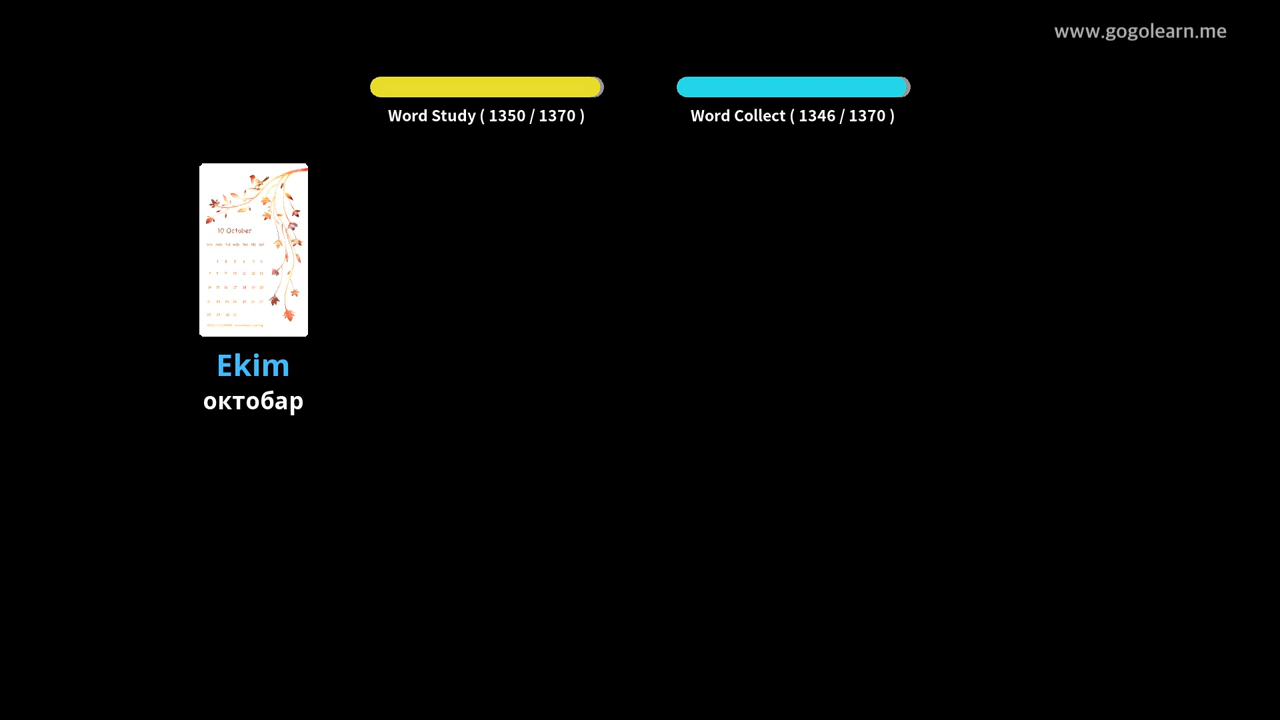 www.gogolearn.me
Word Study ( 1350 / 1370 )
Word Collect ( 1346 / 1370 )
10 October
Ekim
октобар